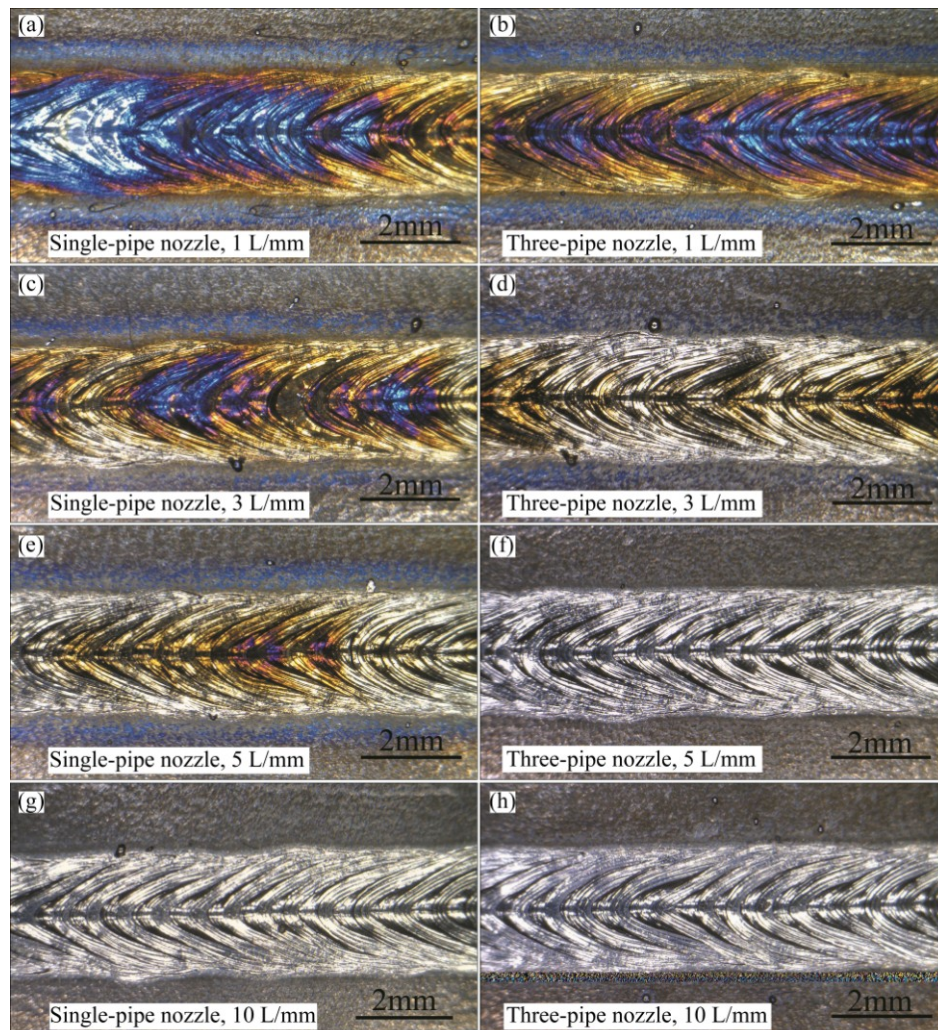 (a)
2mm
Single-pipe nozzle, 1 L/mm
(b)
2mm
Three-pipe nozzle, 1 L/mm
(c)
2mm
Single-pipe nozzle, 3 L/mm
(d)
2mm
Three-pipe nozzle, 3 L/mm
(e)
2mm
Single-pipe nozzle, 5 L/mm
(f)
2mm
Three-pipe nozzle, 5 L/mm
(g)
2mm
Single-pipe nozzle, 10 L/mm
(h)
2mm
Three-pipe nozzle, 10 L/mm